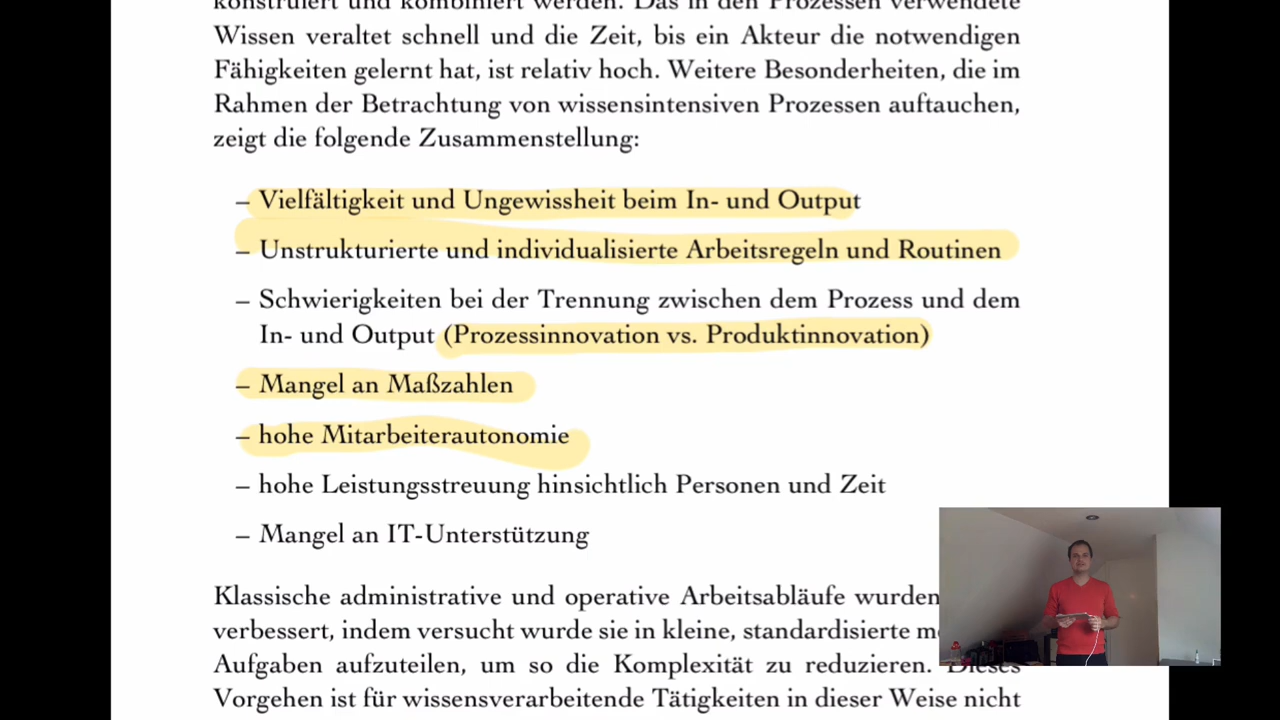 konstruiert und kombiniert werden. Das in den Prozessen verwendete
Wissen veraltet schnell und die Zeit, bis ein Akteur die notwendigen
Fähigkeiten gelernt hat, ist relativ hoch. Weitere Besonderheiten, die im
Rahmen der Betrachtung von wissensintensiven Prozessen auftauchen,
zeigt die folgende Zusammenstellung:
– Vielfältigkeit und Ungewissheit beim In- und Output
– Unstrukturierte und individualisierte Arbeitsregeln und Routinen
– Schwierigkeiten bei der Trennung zwischen dem Prozess und dem
In- und Output (Prozessinnovation vs. Produktinnovation)
– Mangel an Maßzahlen
– hohe Mitarbeiterautonomie
– hohe Leistungsstreuung hinsichtlich Personen und Zeit
– Mangel an IT-Unterstützung
Klassische administrative und operative Arbeitsabläufe wurden
verbessert, indem versucht wurde sie in kleine, standardisierte
Aufgaben aufzuteilen, um so die Komplexität zu reduzieren. Dieses
Vorgehen ist für wissensverarbeitende Tätigkeiten in dieser Weise nicht